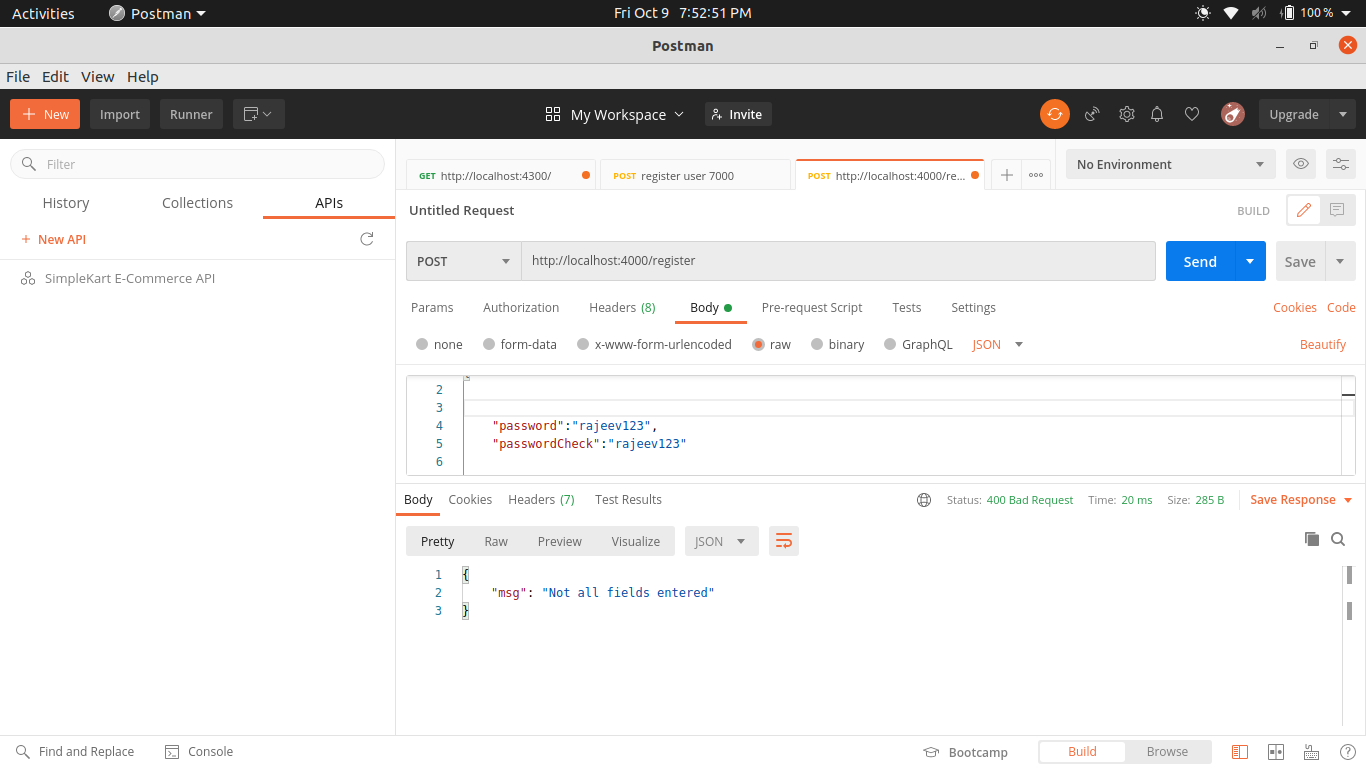 Activities Postman Fri Oct 9 7:52:51 PM 100 %
Postman
File Edit View Help
+ New Import Runner My Workspace Invite Upgrade
Filter
History Collections APIs
+ New API
SimpleKart E-Commerce API
GET http://localhost:4300/ POST register user 7000 POST http://localhost:4000/re... + ooo No Environment
Untitled Request BUILD
POST http://localhost:4000/register Send Save
Params Authorization Headers (8) Body Pre-request Script Tests Settings Cookies Code
none form-data x-www-form-urlencoded raw binary GraphQL JSON Beautify
2
3
4 "password":"rajeev123",
5 "passwordCheck":"rajeev123"
6
Body Cookies Headers (7) Test Results Status: 400 Bad Request Time: 20 ms Size: 285 B Save Response
Pretty Raw Preview Visualize JSON
1 {
2 "msg": "Not all fields entered"
3 }
Find and Replace Console Bootcamp Build Browse ?